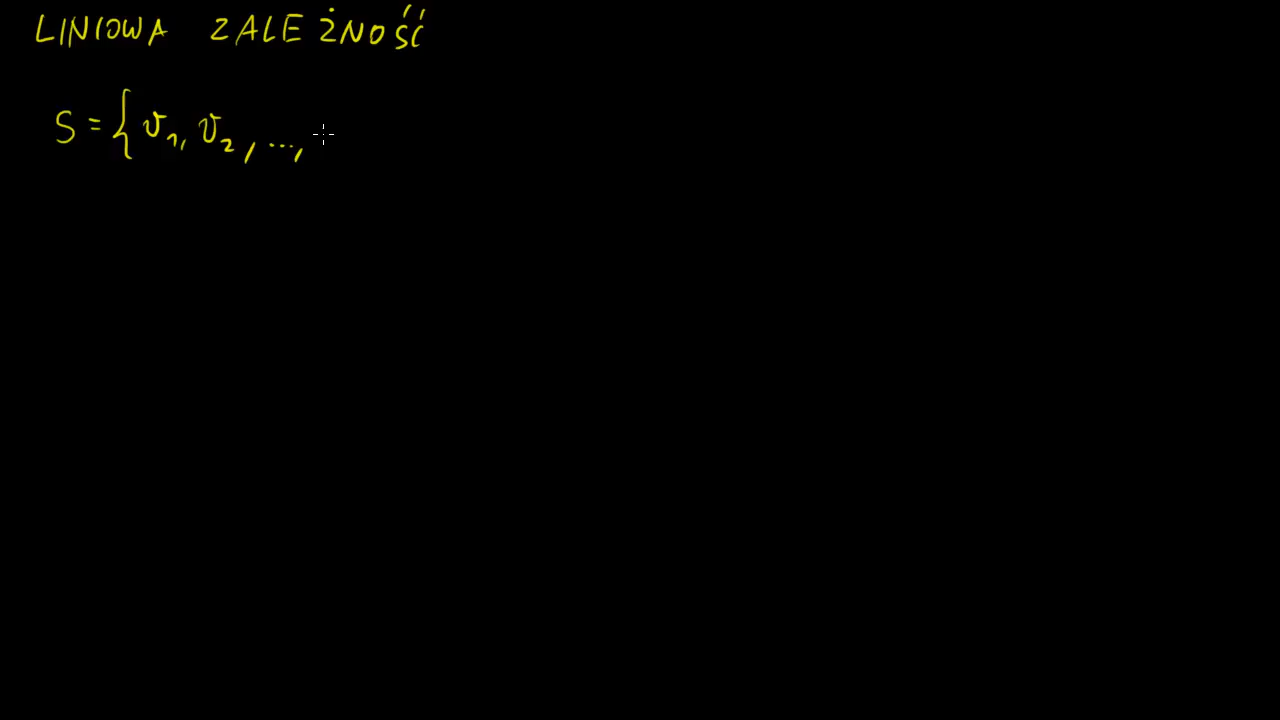 LINIOWA ZALEŻNOŚĆ
S = { v₁, v₂, ...,